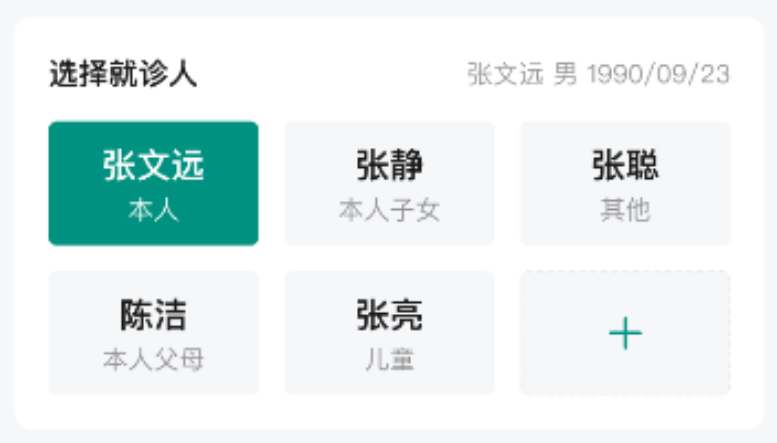 选择就诊人
张文远 男 1990/09/23
张文远
本人
张静
本人子女
张聪
其他
陈洁
本人父母
张亮
儿童
+